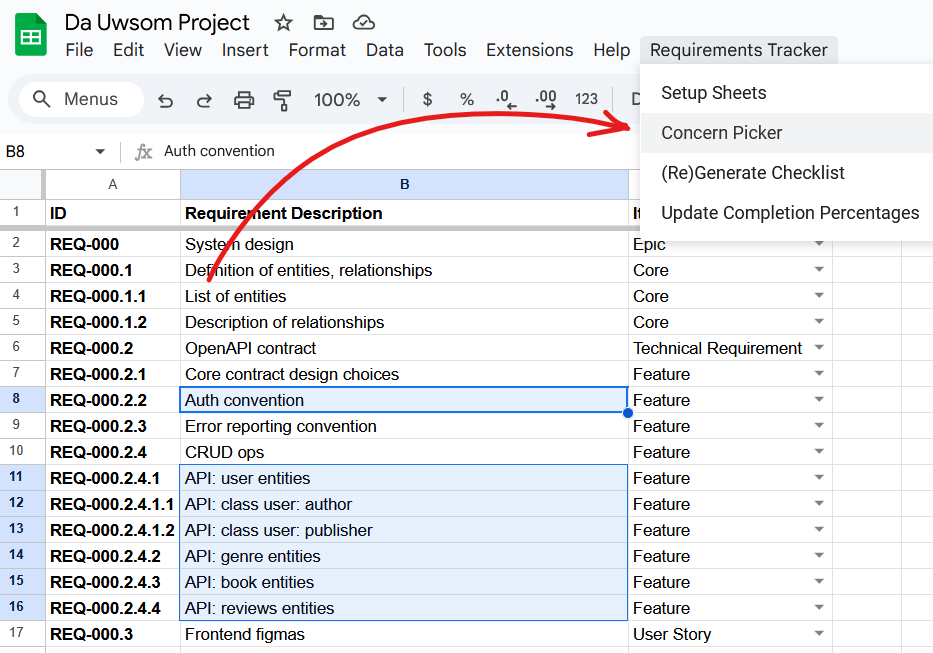 Da Uwsom Project
File Edit View Insert Format Data Tools Extensions Help Requirements Tracker
Menus 100% $ % .0 .00 123
Setup Sheets
Concern Picker
(Re)Generate Checklist
Update Completion Percentages
B8 fx Auth convention
A B
1 ID Requirement Description
2 REQ-000 System design Epic
3 REQ-000.1 Definition of entities, relationships Core
4 REQ-000.1.1 List of entities Core
5 REQ-000.1.2 Description of relationships Core
6 REQ-000.2 OpenAPI contract Technical Requirement
7 REQ-000.2.1 Core contract design choices Feature
8 REQ-000.2.2 Auth convention Feature
9 REQ-000.2.3 Error reporting convention Feature
10 REQ-000.2.4 CRUD ops Feature
11 REQ-000.2.4.1 API: user entities Feature
12 REQ-000.2.4.1.1 API: class user: author Feature
13 REQ-000.2.4.1.2 API: class user: publisher Feature
14 REQ-000.2.4.2 API: genre entities Feature
15 REQ-000.2.4.3 API: book entities Feature
16 REQ-000.2.4.4 API: reviews entities Feature
17 REQ-000.3 Frontend figmas User Story